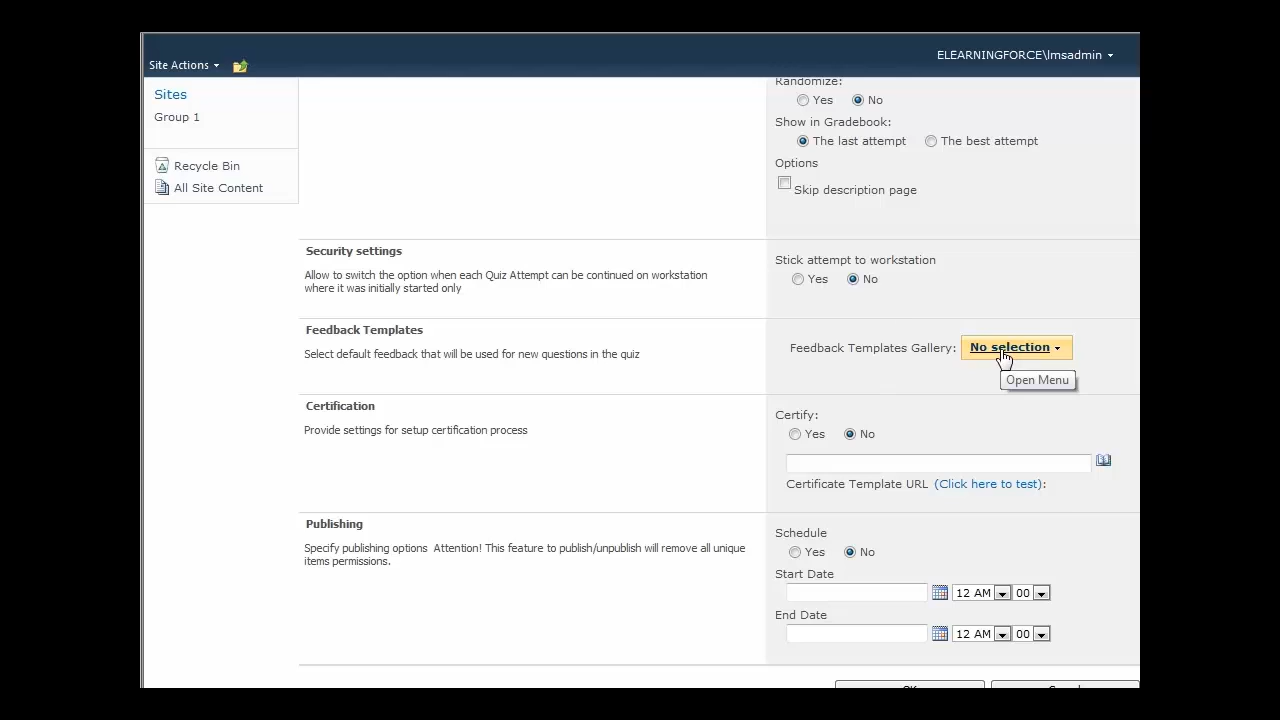 ELEARNINGFORCE\lmsadmin
Site Actions
Sites
Group 1
Recycle Bin
All Site Content
Randomize:
Yes No
Show in Gradebook:
The last attempt The best attempt
Options
Skip description page
Security settings
Allow to switch the option when each Quiz Attempt can be continued on workstation
where it was initially started only
Stick attempt to workstation
Yes No
Feedback Templates
Select default feedback that will be used for new questions in the quiz
Feedback Templates Gallery: No selection
Open Menu
Certification
Provide settings for setup certification process
Certify:
Yes No
Certificate Template URL (Click here to test):
Publishing
Specify publishing options Attention! This feature to publish/unpublish will remove all unique
items permissions.
Schedule
Yes No
Start Date
12 AM 00
End Date
12 AM 00